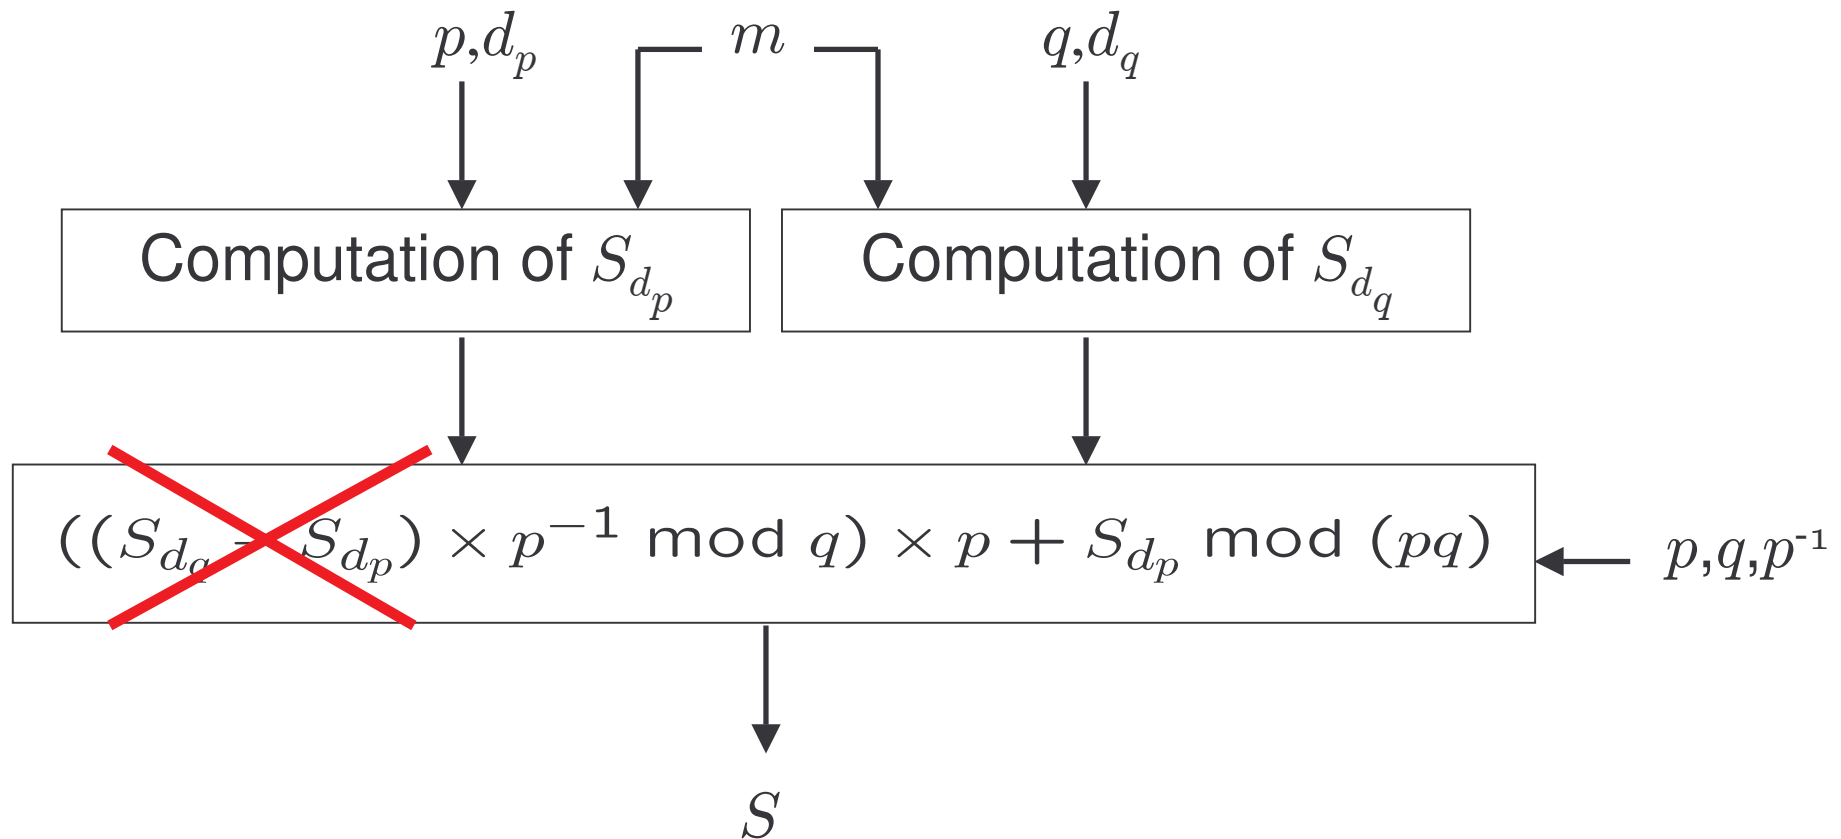 p,d_p
m
q,d_q
Computation of S_{d_p}
Computation of S_{d_q}
((S_{d_q} - S_{d_p}) × p^{-1} mod q) × p + S_{d_p} mod (pq)
p,q,p^{-1}
S